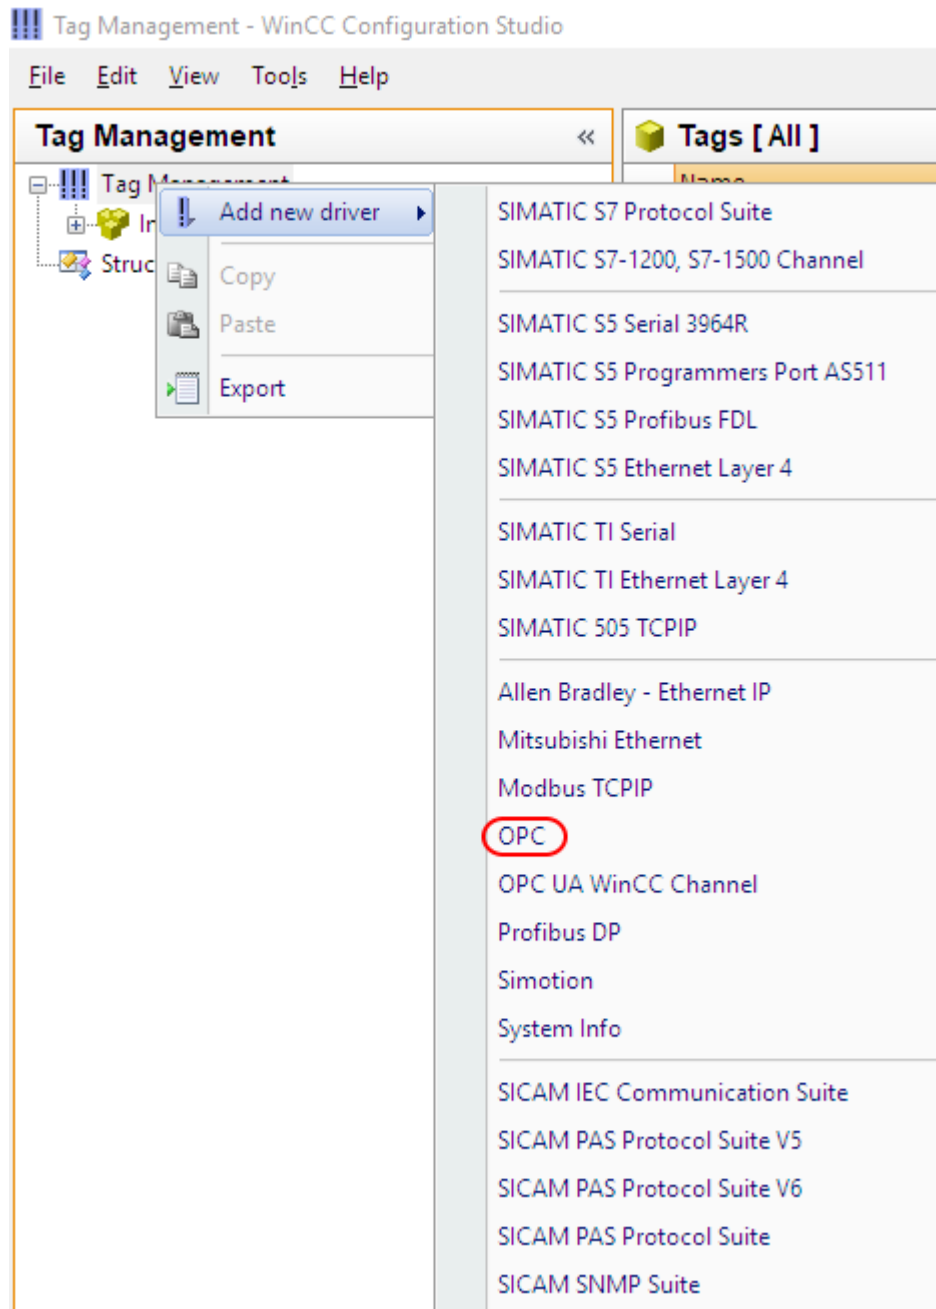 Tag Management - WinCC Configuration Studio
File Edit View Tools Help
Tag Management «
Tags [ All ]
Tag Management
Name
In
Struc
Add new driver
Copy
Paste
Export
SIMATIC S7 Protocol Suite
SIMATIC S7-1200, S7-1500 Channel
SIMATIC S5 Serial 3964R
SIMATIC S5 Programmers Port AS511
SIMATIC S5 Profibus FDL
SIMATIC S5 Ethernet Layer 4
SIMATIC TI Serial
SIMATIC TI Ethernet Layer 4
SIMATIC 505 TCPIP
Allen Bradley - Ethernet IP
Mitsubishi Ethernet
Modbus TCPIP
OPC
OPC UA WinCC Channel
Profibus DP
Simotion
System Info
SICAM IEC Communication Suite
SICAM PAS Protocol Suite V5
SICAM PAS Protocol Suite V6
SICAM PAS Protocol Suite
SICAM SNMP Suite